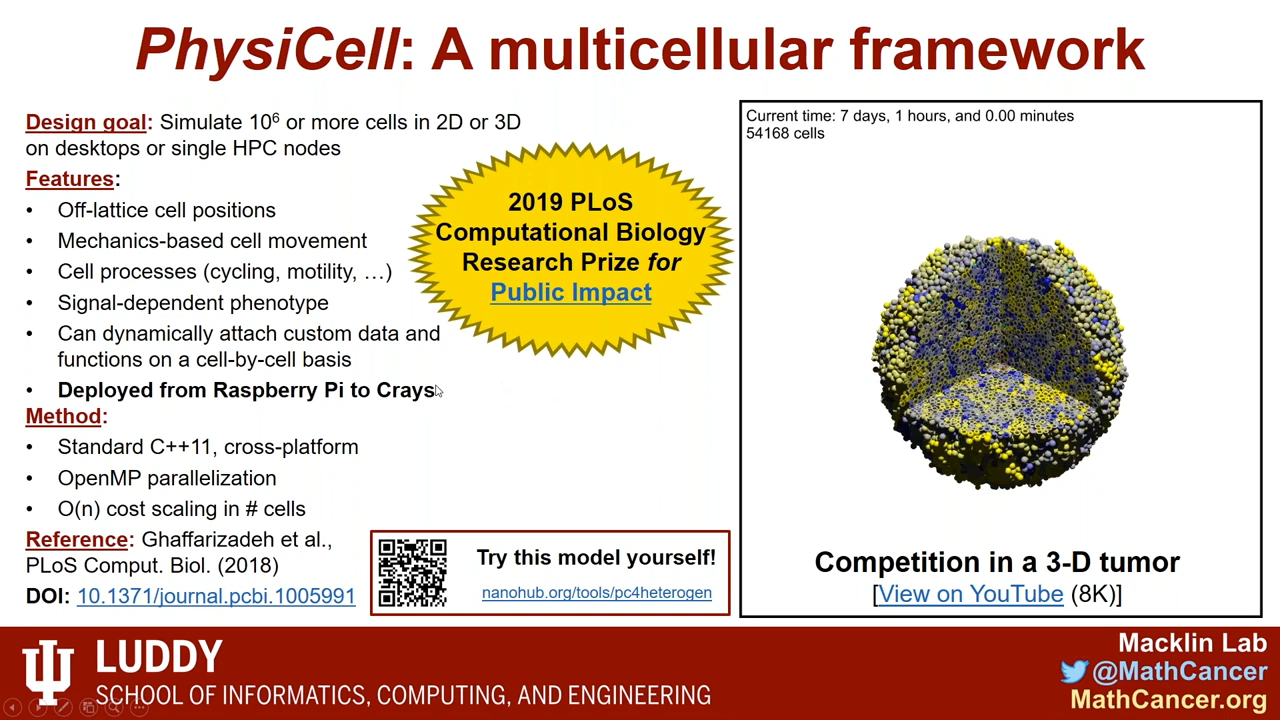 PhysiCell: A multicellular framework
Design goal: Simulate 10⁶ or more cells in 2D or 3D
on desktops or single HPC nodes
Features:
• Off-lattice cell positions
• Mechanics-based cell movement
• Cell processes (cycling, motility, …)
• Signal-dependent phenotype
• Can dynamically attach custom data and
functions on a cell-by-cell basis
• Deployed from Raspberry Pi to Crays
Method:
• Standard C++11, cross-platform
• OpenMP parallelization
• O(n) cost scaling in # cells
Reference: Ghaffarizadeh et al.,
PLoS Comput. Biol. (2018)
DOI: 10.1371/journal.pcbi.1005991
2019 PLoS
Computational Biology
Research Prize for
Public Impact
Try this model yourself!
nanohub.org/tools/pc4heterogen
Current time: 7 days, 1 hours, and 0.00 minutes
54168 cells
Competition in a 3-D tumor
[View on YouTube (8K)]
LUDDY
SCHOOL OF INFORMATICS, COMPUTING, AND ENGINEERING
Macklin Lab
@MathCancer
MathCancer.org